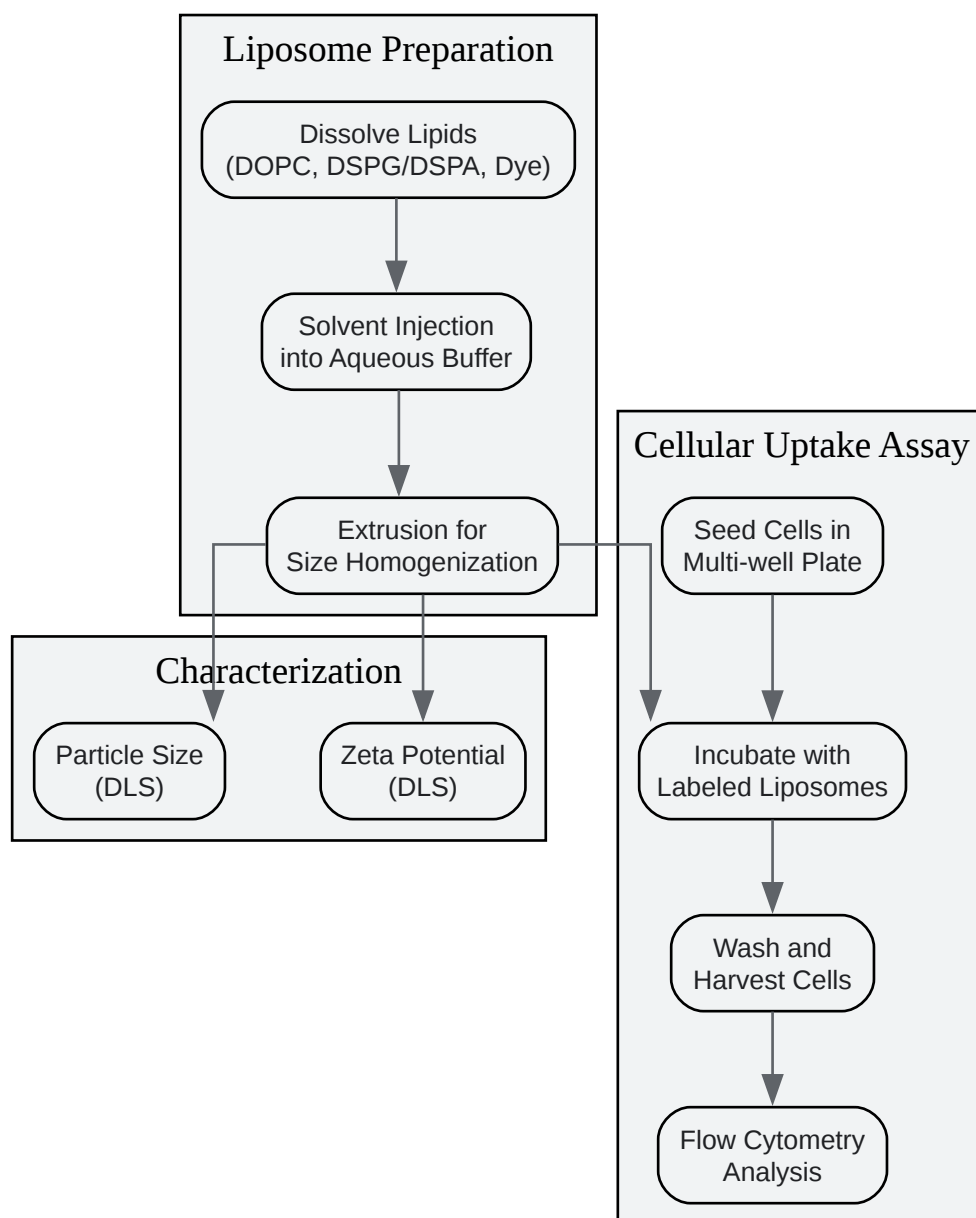 Liposome Preparation
Dissolve Lipids
(DOPC, DSPG/DSPA, Dye)
Solvent Injection
into Aqueous Buffer
Extrusion for
Size Homogenization
Characterization
Particle Size
(DLS)
Zeta Potential
(DLS)
Cellular Uptake Assay
Seed Cells in
Multi-well Plate
Incubate with
Labeled Liposomes
Wash and
Harvest Cells
Flow Cytometry
Analysis